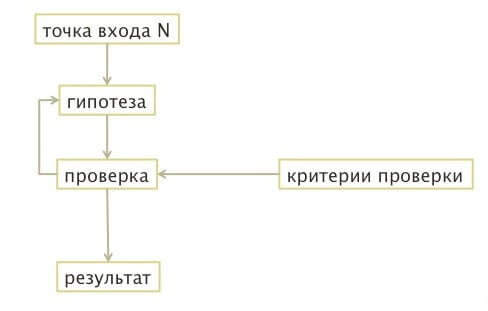 точка входа N
гипотеза
проверка
критерии проверки
результат